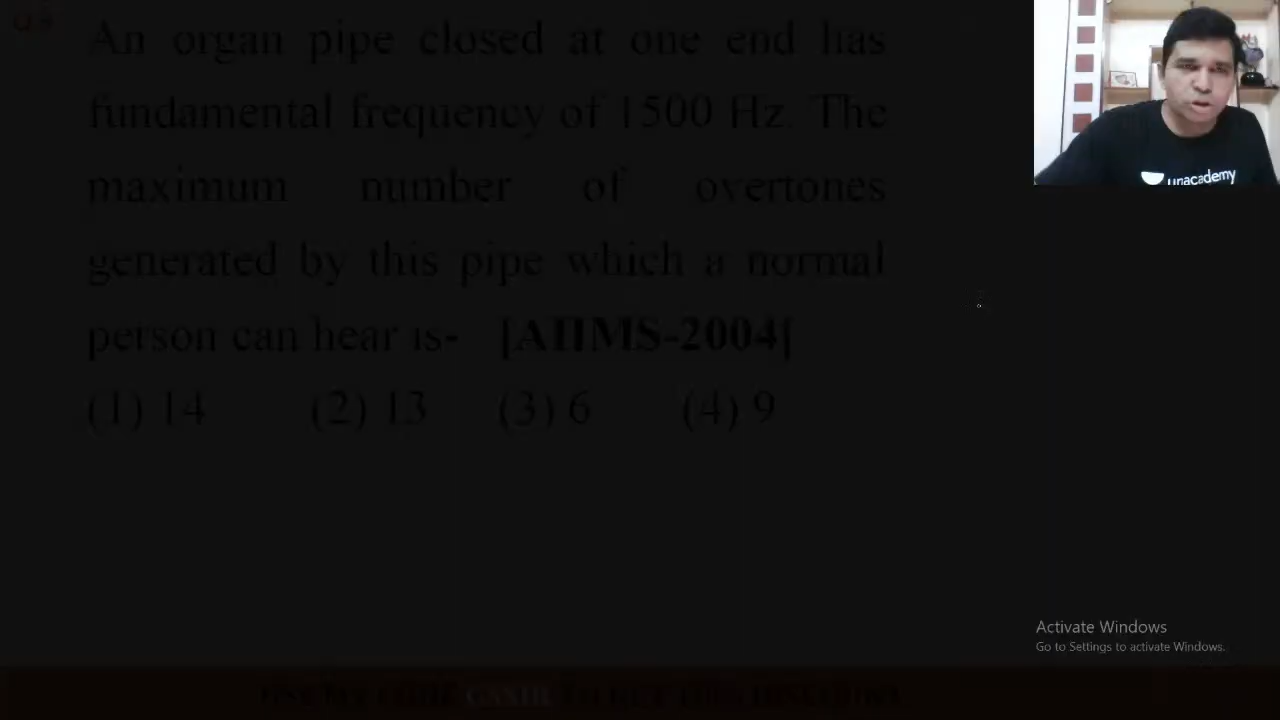 An organ pipe closed at one end has
fundamental frequency of 1500 Hz. The
maximum number of overtones
generated by this pipe which a normal
person can hear is- [AIIMS-2004]
(1) 14 (2) 13 (3) 6 (4) 9
unacademy
Activate Windows
Go to Settings to activate Windows.